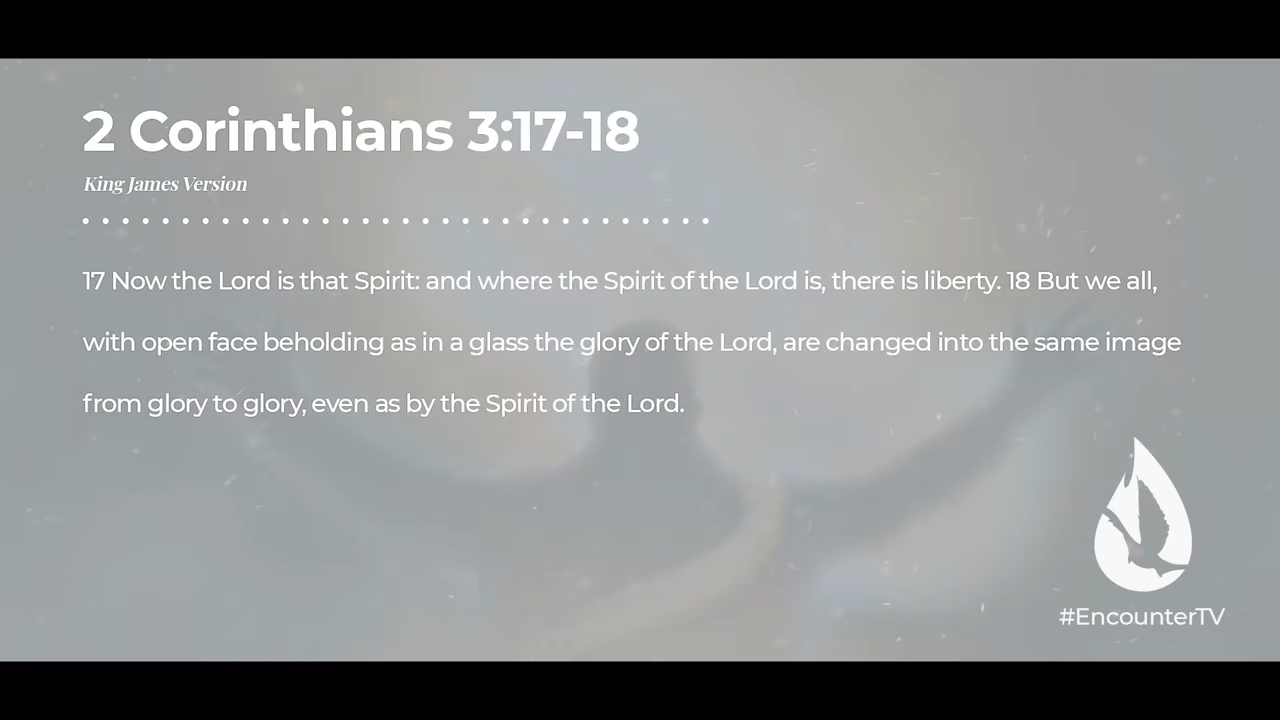 2 Corinthians 3:17-18
King James Version
17 Now the Lord is that Spirit: and where the Spirit of the Lord is, there is liberty. 18 But we all,
with open face beholding as in a glass the glory of the Lord, are changed into the same image
from glory to glory, even as by the Spirit of the Lord.
#EncounterTV